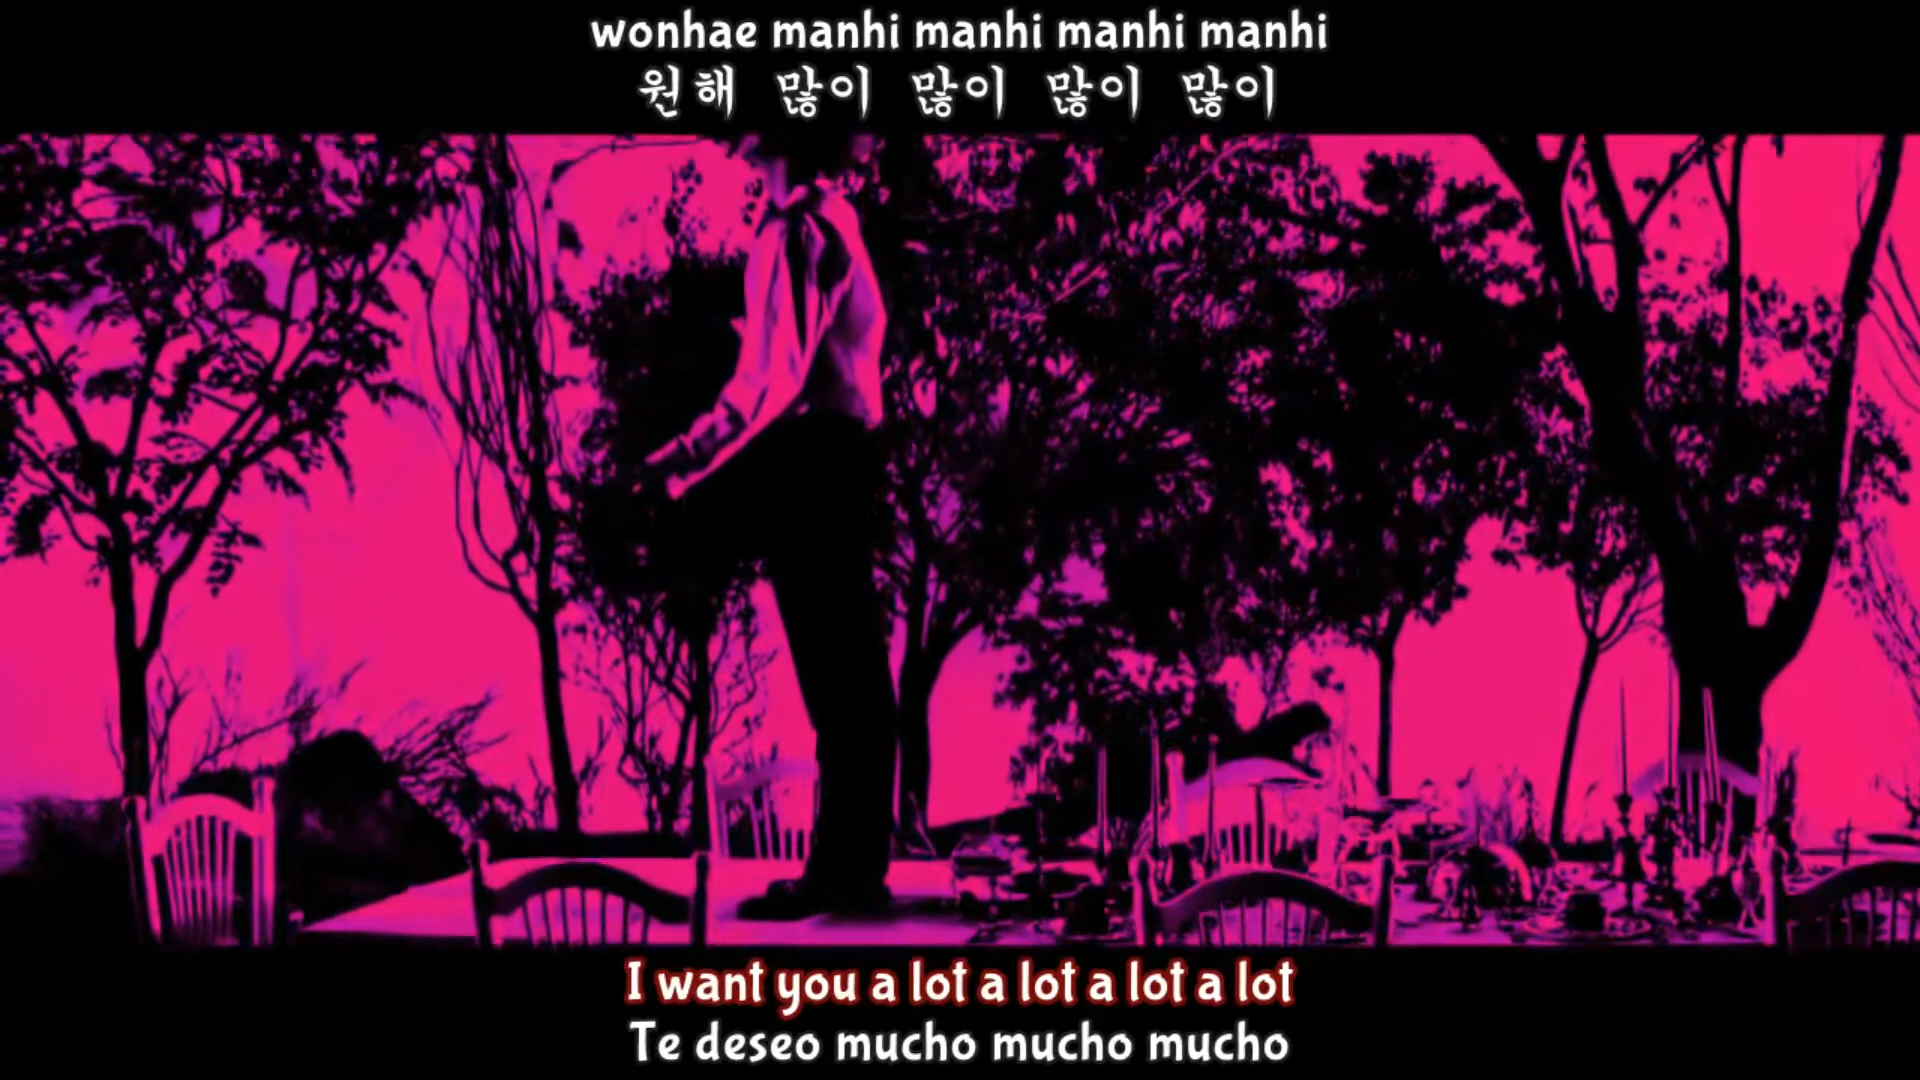 wonhae manhi manhi manhi manhi
원해 많이 많이 많이 많이
I want you a lot a lot a lot a lot
Te deseo mucho mucho mucho